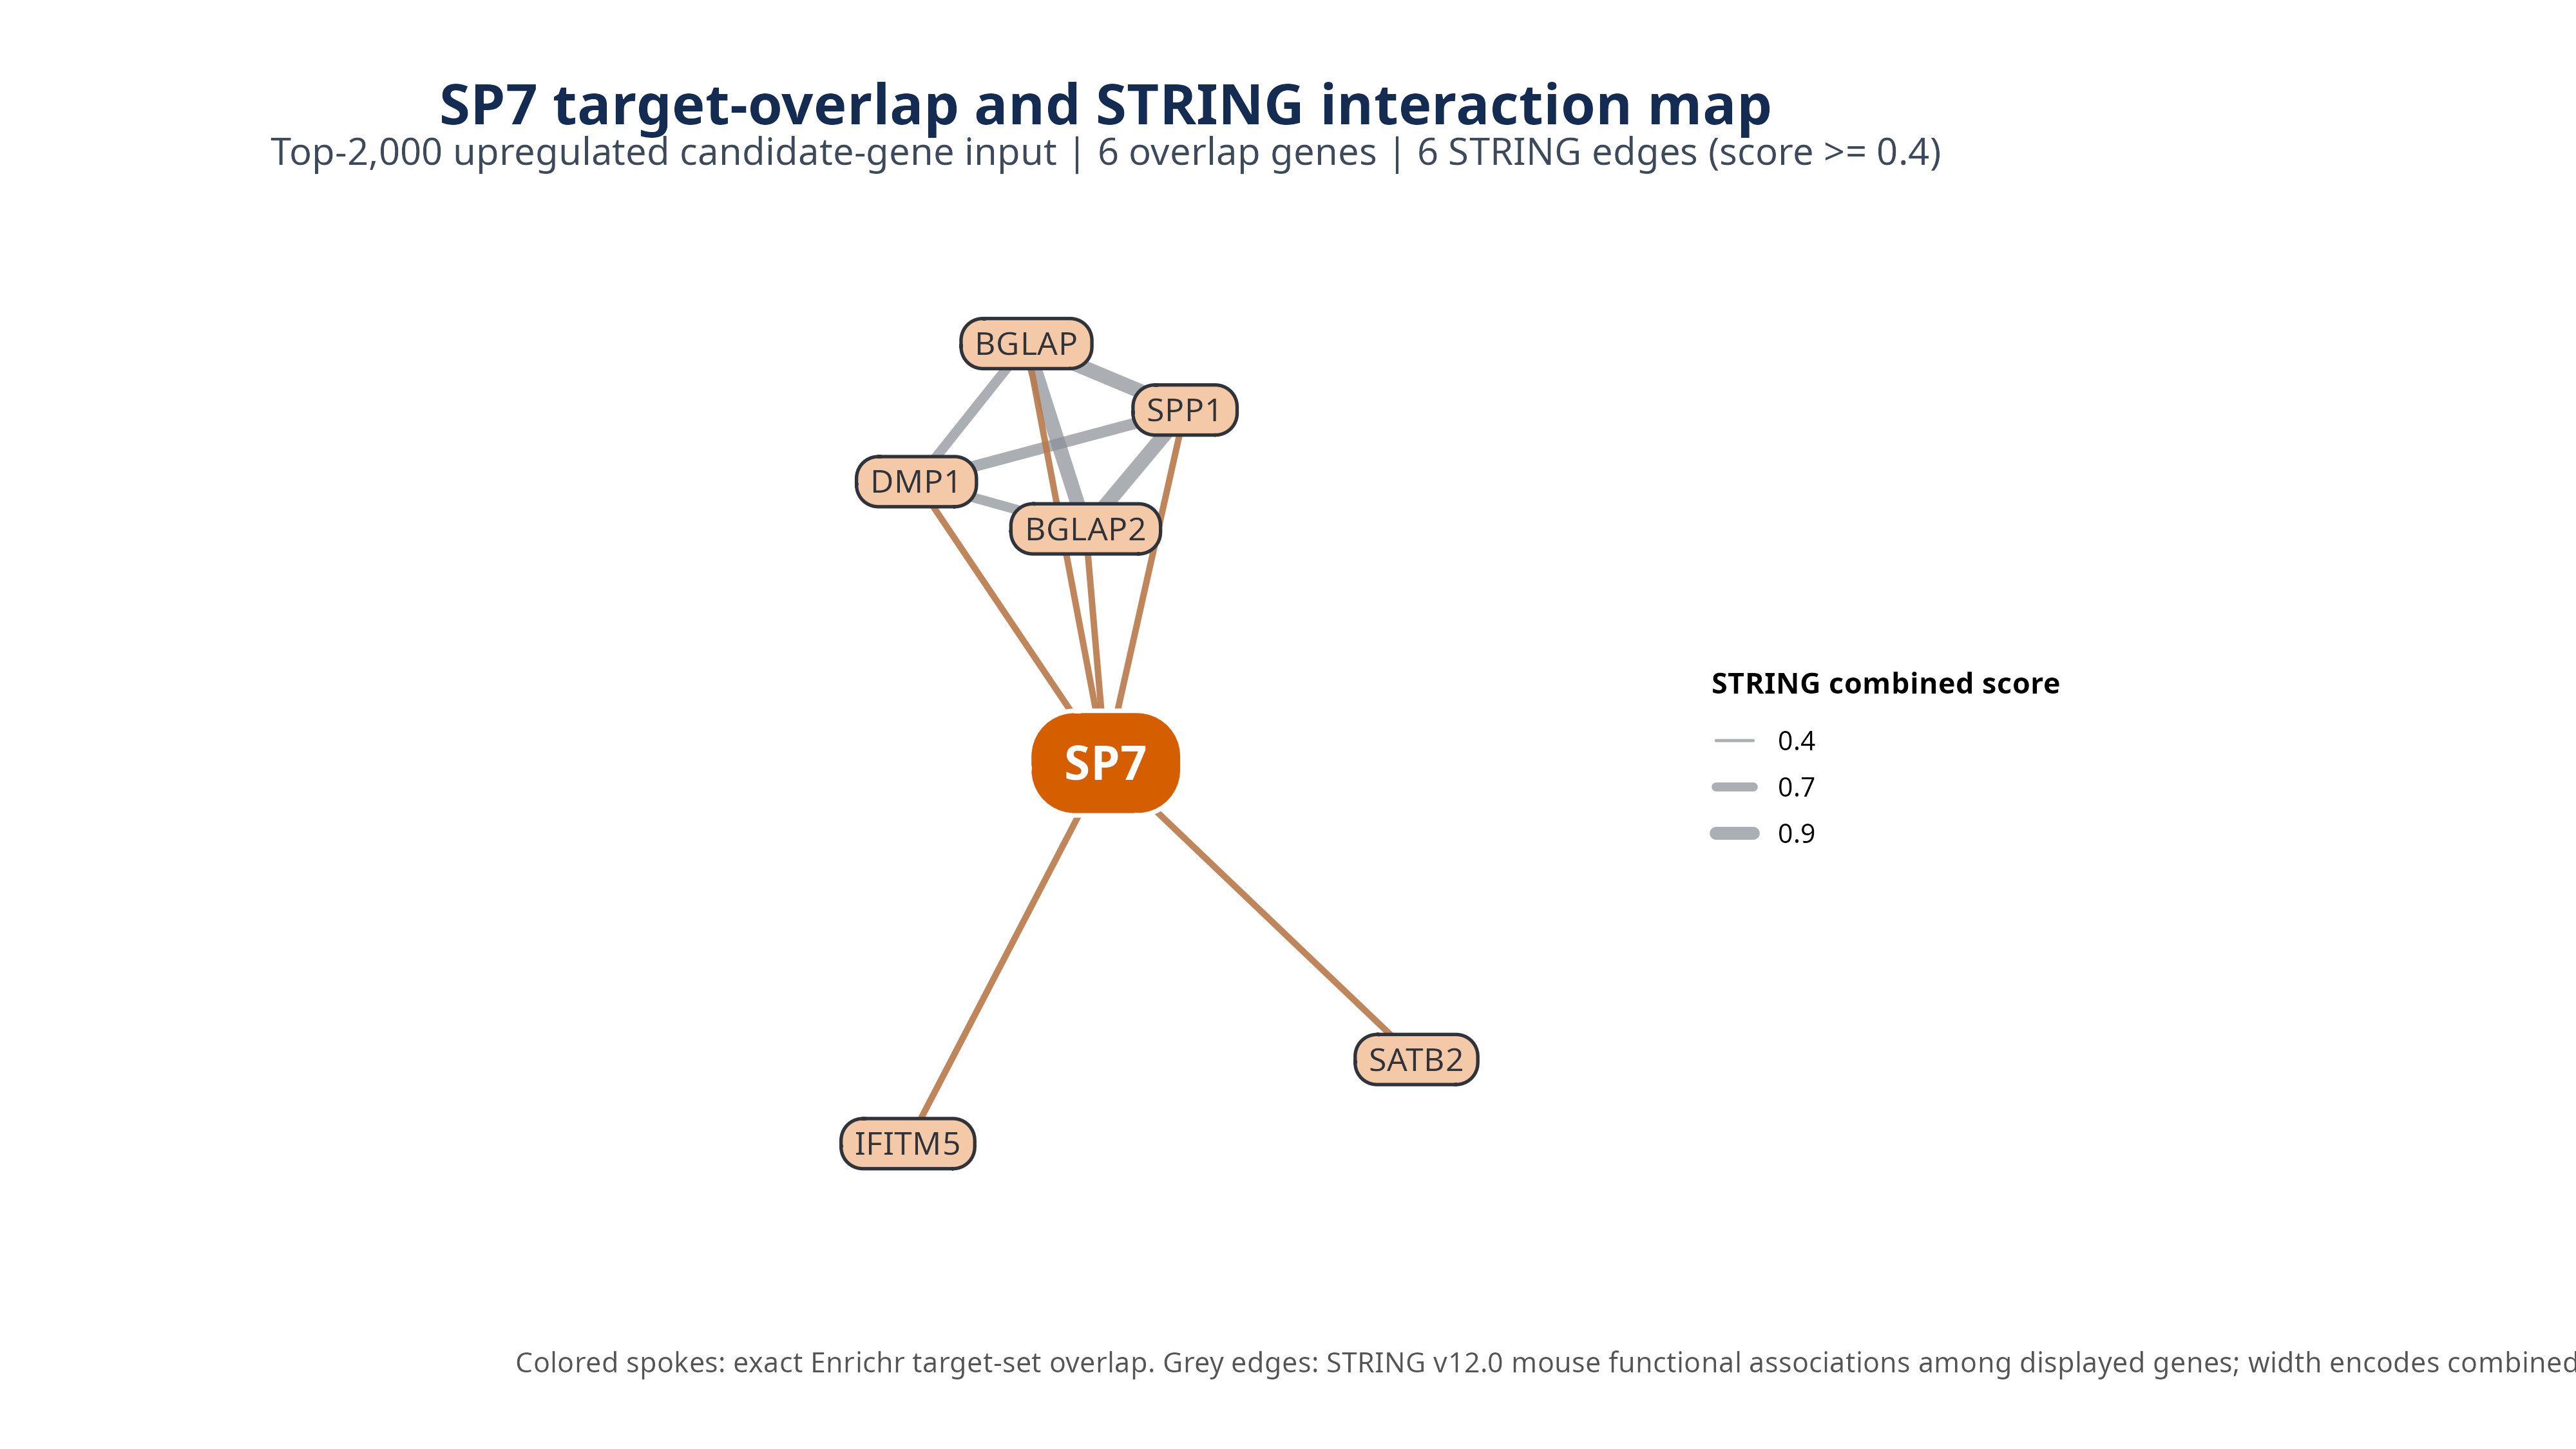 SP7 target-overlap and STRING interaction map
Top-2,000 upregulated candidate-gene input | 6 overlap genes | 6 STRING edges (score >= 0.4)
BGLAP
SPP1
DMP1
BGLAP2
SP7
STRING combined score
0.4
0.7
0.9
SATB2
IFITM5
Colored spokes: exact Enrichr target-set overlap. Grey edges: STRING v12.0 mouse functional associations among displayed genes; width encodes combined